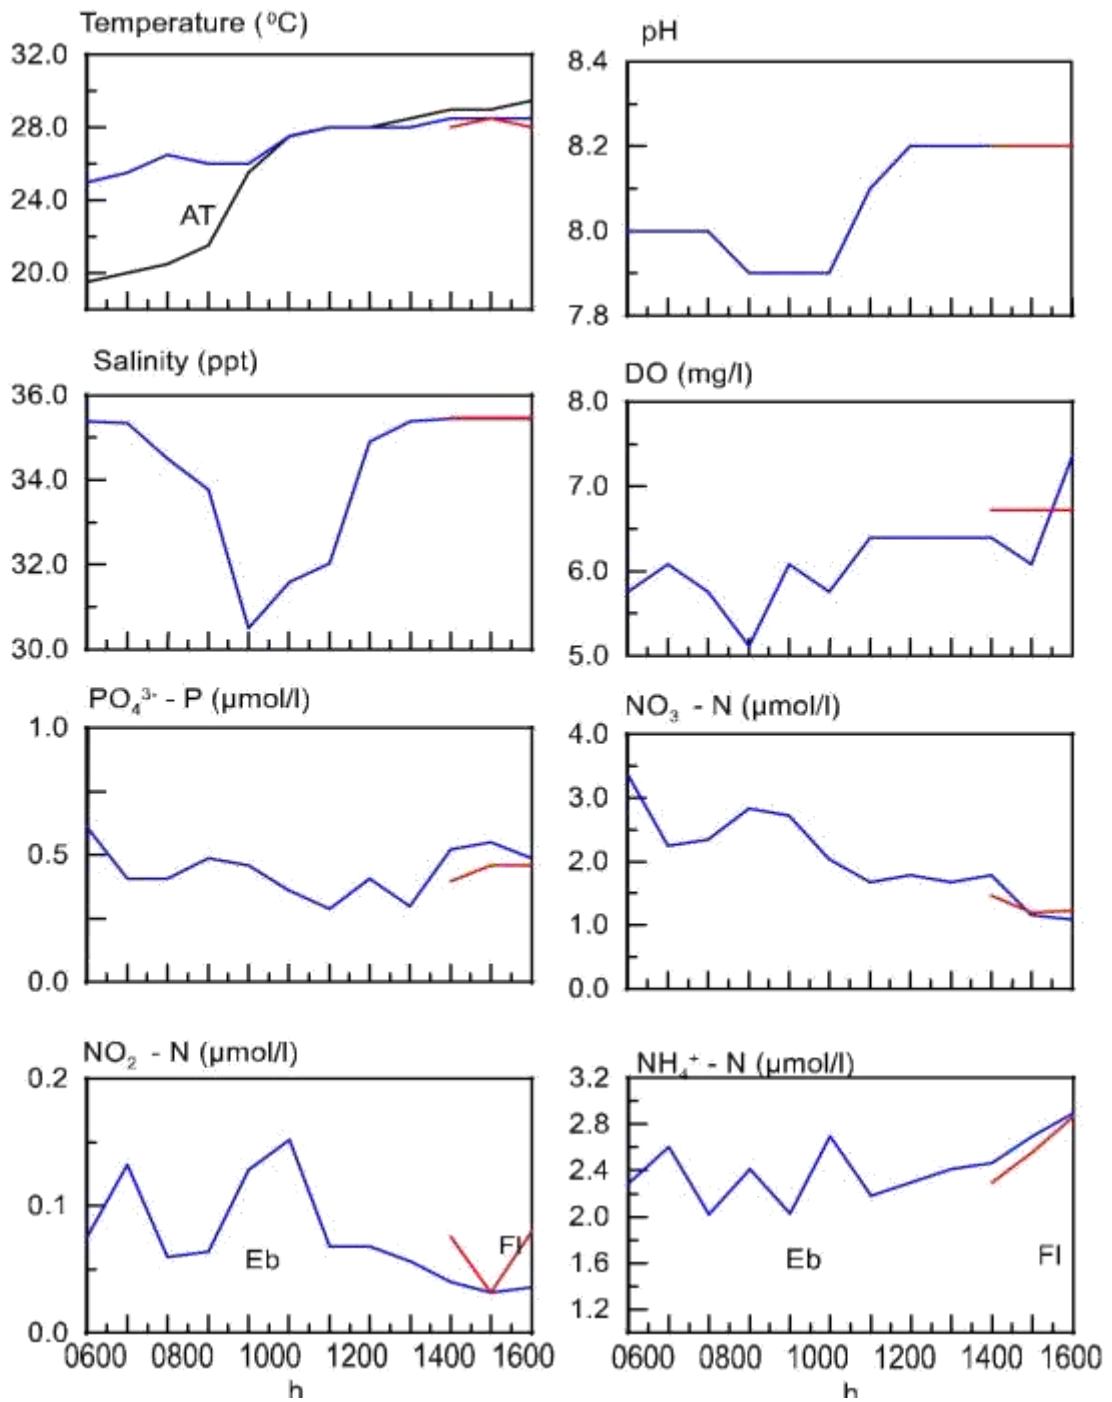 Temperature (⁰C)
32.0
28.0
24.0
20.0
AT
pH
8.4
8.2
8.0
7.8
Salinity (ppt)
36.0
34.0
32.0
30.0
DO (mg/l)
8.0
7.0
6.0
5.0
PO₄³⁻ - P (µmol/l)
1.0
0.5
0.0
NO₃ - N (µmol/l)
4.0
3.0
2.0
1.0
0.0
NO₂ - N (µmol/l)
0.2
0.1
0.0
Eb
Fl
0600 0800 1000 1200 1400 1600
h
NH₄⁺ - N (µmol/l)
3.2
2.8
2.4
2.0
1.6
1.2
Eb
Fl
0600 0800 1000 1200 1400 1600
h